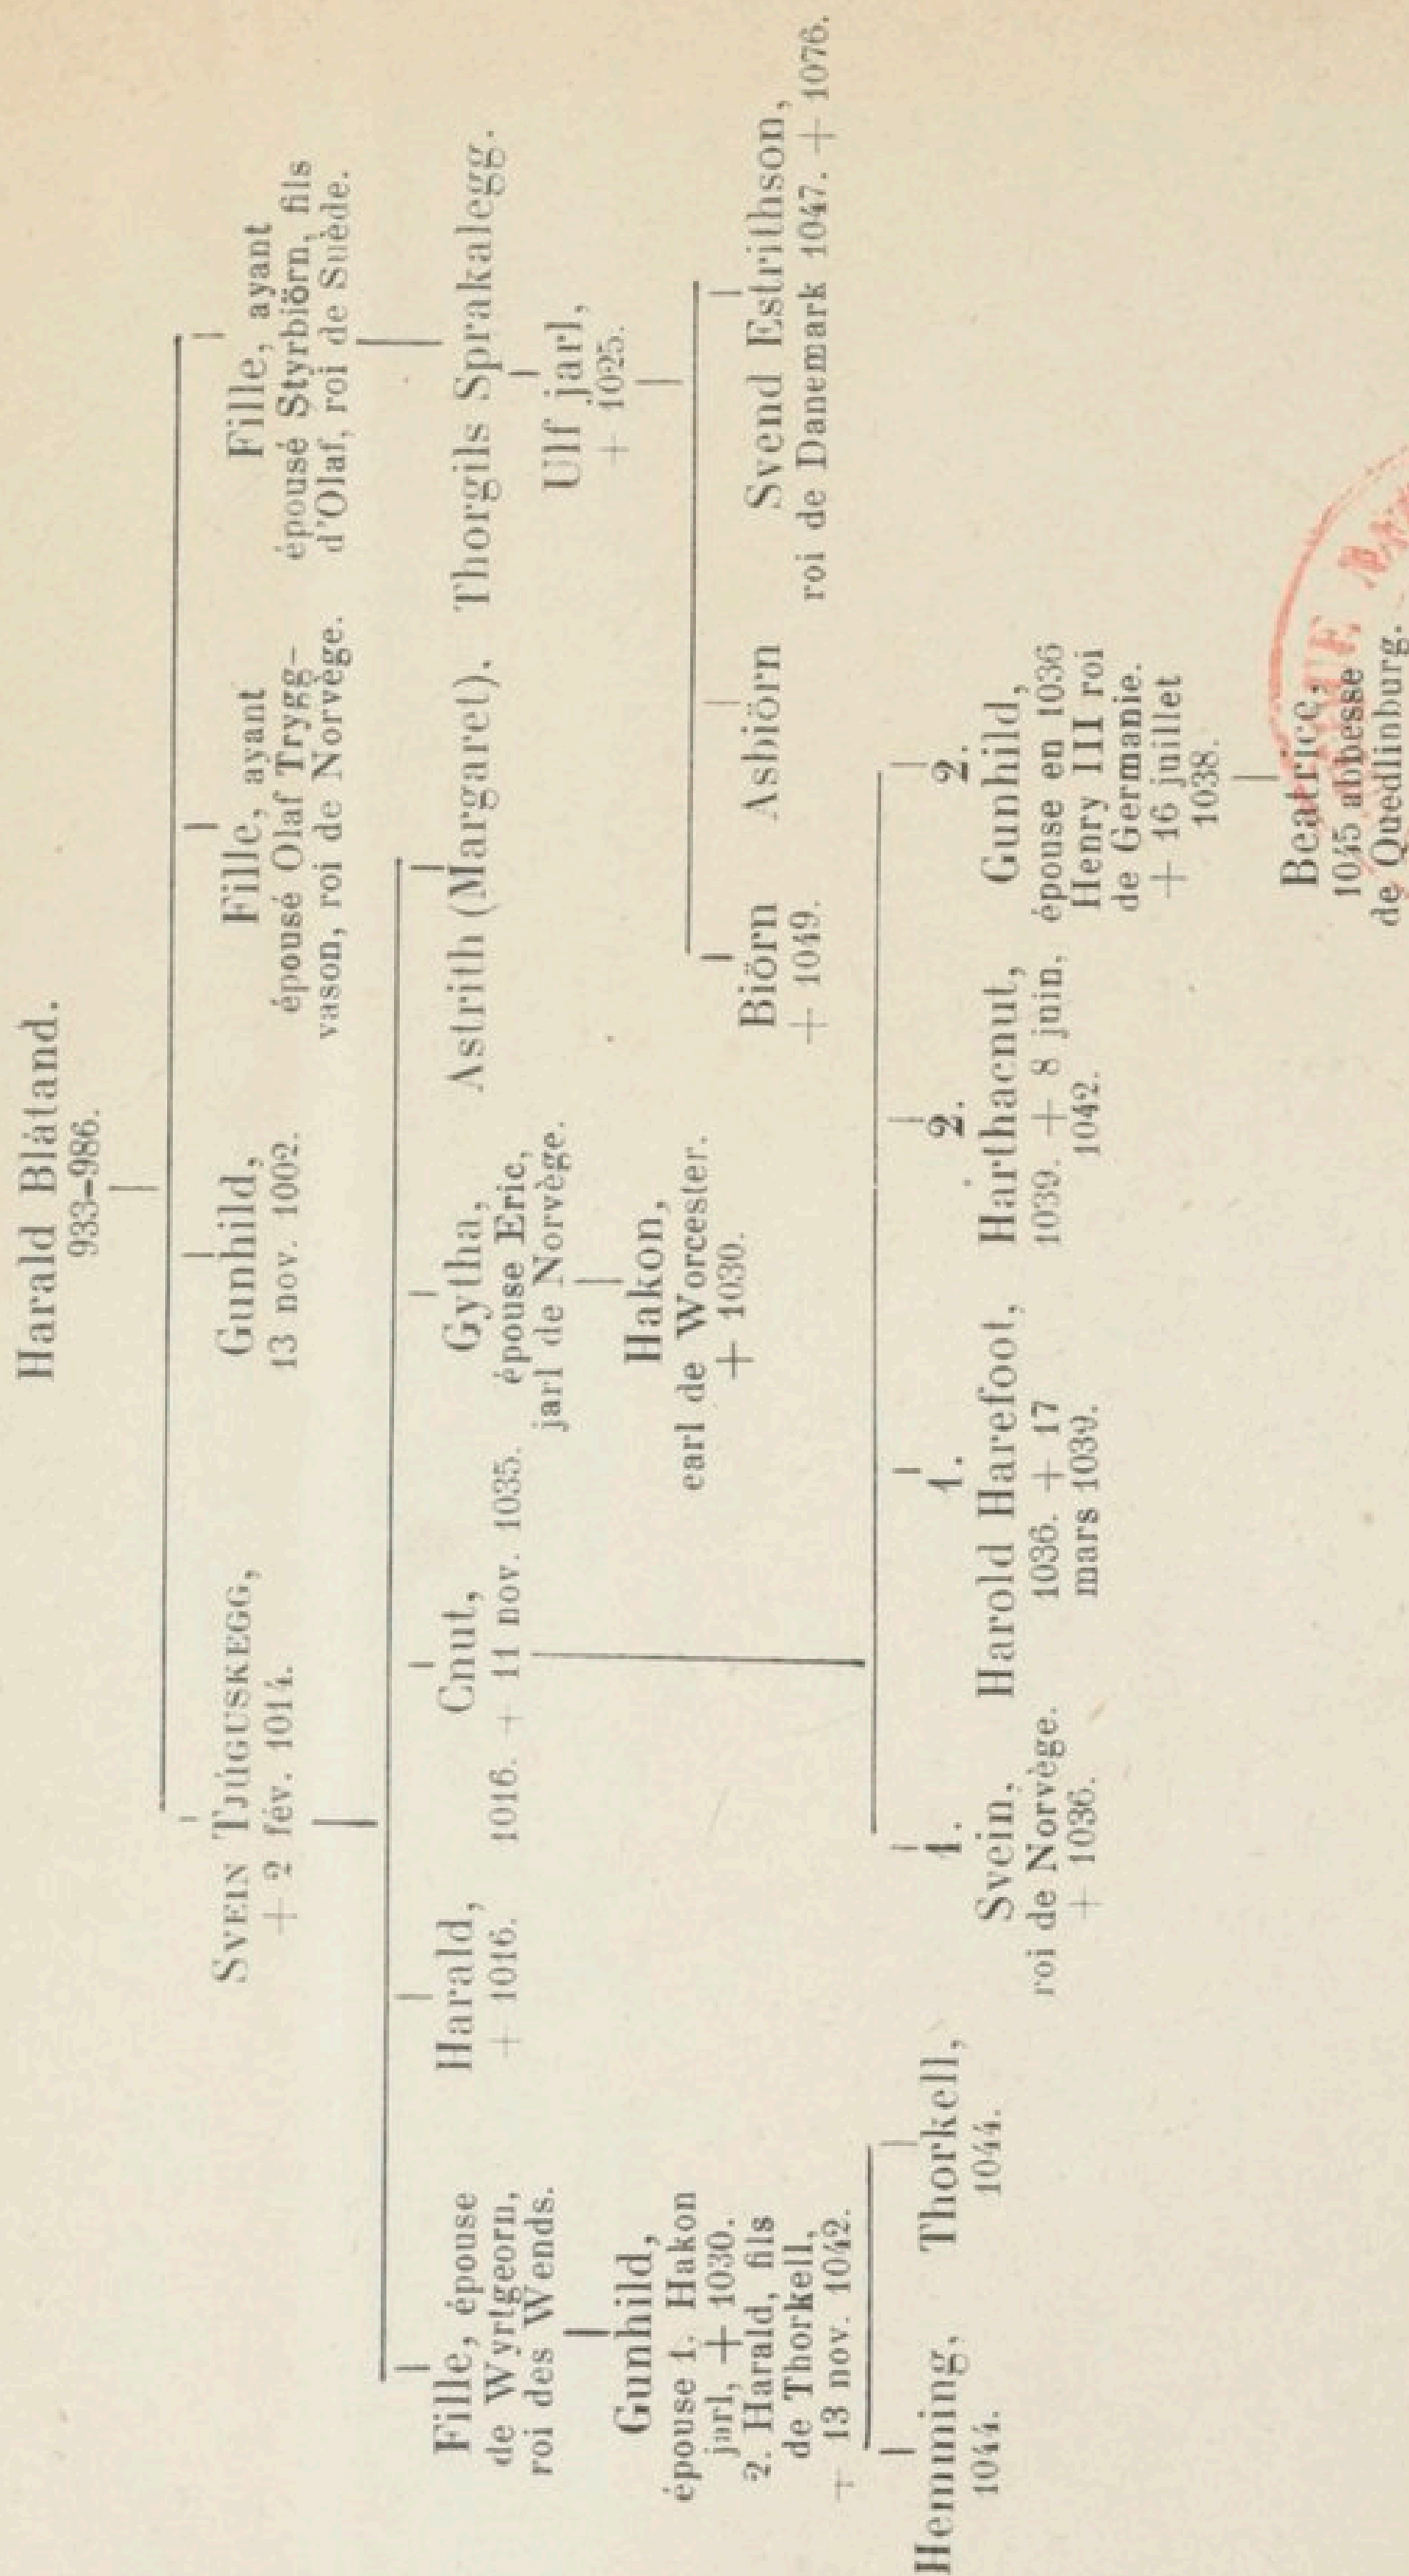 Harald Blåtand.
933–986.
SVEIN TJÚGUSKEGG,
+ 2 fév. 1014.
Gunhild,
13 nov. 1002.
Fille, ayant
épousé Olaf Trygg-
vason, roi de Norvège.
Fille, ayant
épousé Styrbiörn, fils
d'Olaf, roi de Suède.
Fille, épouse
de Wyrtgeorn,
roi des Wends.
Harald,
+ 1016.
Cnut,
1016. + 11 nov. 1035.
Gytha,
épouse Eric,
jarl de Norvège.
Astrith (Margaret).
Thorgils Sprakalegg.
Ulf jarl,
+ 1025.
Gunhild,
épouse 1. Hakon
jarl, + 1030.
2. Harald, fils
de Thorkell,
+ 13 nov. 1042.
Hakon,
earl de Worcester.
+ 1030.
Biörn
+ 1049.
Asbiörn
Svend Estrithson,
roi de Danemark 1047. + 1076.
Hemming,
1044.
Thorkell,
1044.
1.
Svein,
roi de Norvège.
+ 1036.
1.
Harold Harefoot,
1036. + 17
mars 1039.
2.
Harthacnut,
1039. + 8 juin,
1042.
2.
Gunhild,
épouse en 1036
Henry III roi
de Germanie.
+ 16 juillet
1038.
Beatrice,
1045 abbesse
de Quedlinburg.